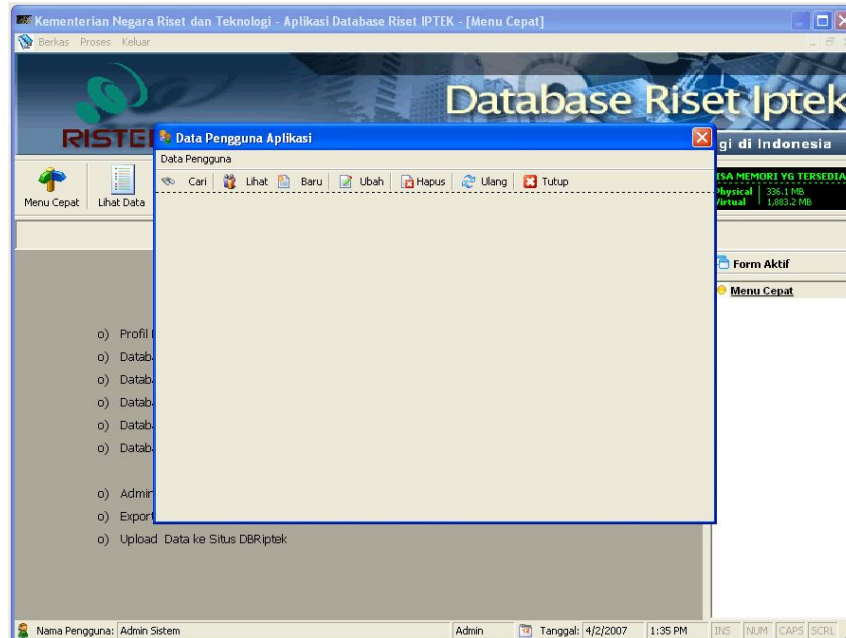 Kementerian Negara Riset dan Teknologi - Aplikasi Database Riset IPTEK - [Menu Cepat]
Berkas Proses Keluar
Database Riset Iptek
RISTE
gi di Indonesia
Data Pengguna Aplikasi
Data Pengguna
Cari Lihat Baru Ubah Hapus Ulang Tutup
Menu Cepat Lihat Data
ISA MEMORI YG TERSEDIA
Physical 336.1 MB
Virtual 1,883.2 MB
Form Aktif
Menu Cepat
o) Profil
o) Datab
o) Datab
o) Datab
o) Datab
o) Datab
o) Admin
o) Export
o) Upload Data ke Situs DBRiptek
Nama Pengguna: Admin Sistem Admin Tanggal: 4/2/2007 1:35 PM INS NUM CAPS SCRL